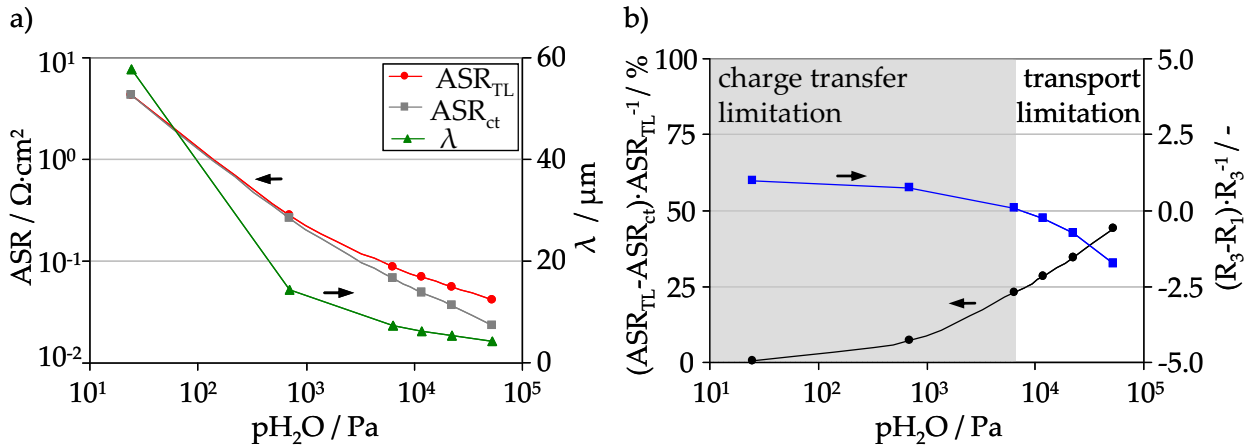 a)
10¹
10⁰
10⁻¹
10⁻²
ASR / Ω·cm²
60
40
20
0
λ / µm
ASR_TL
ASR_ct
λ
10¹
10²
10³
10⁴
10⁵
pH₂O / Pa
b)
100
75
50
25
0
(ASR_TL-ASR_ct)·ASR_TL⁻¹ / %
charge transfer
limitation
transport
limitation
5.0
2.5
0.0
-2.5
-5.0
(R₃-R₁)·R₃⁻¹ / -
10¹
10²
10³
10⁴
10⁵
pH₂O / Pa